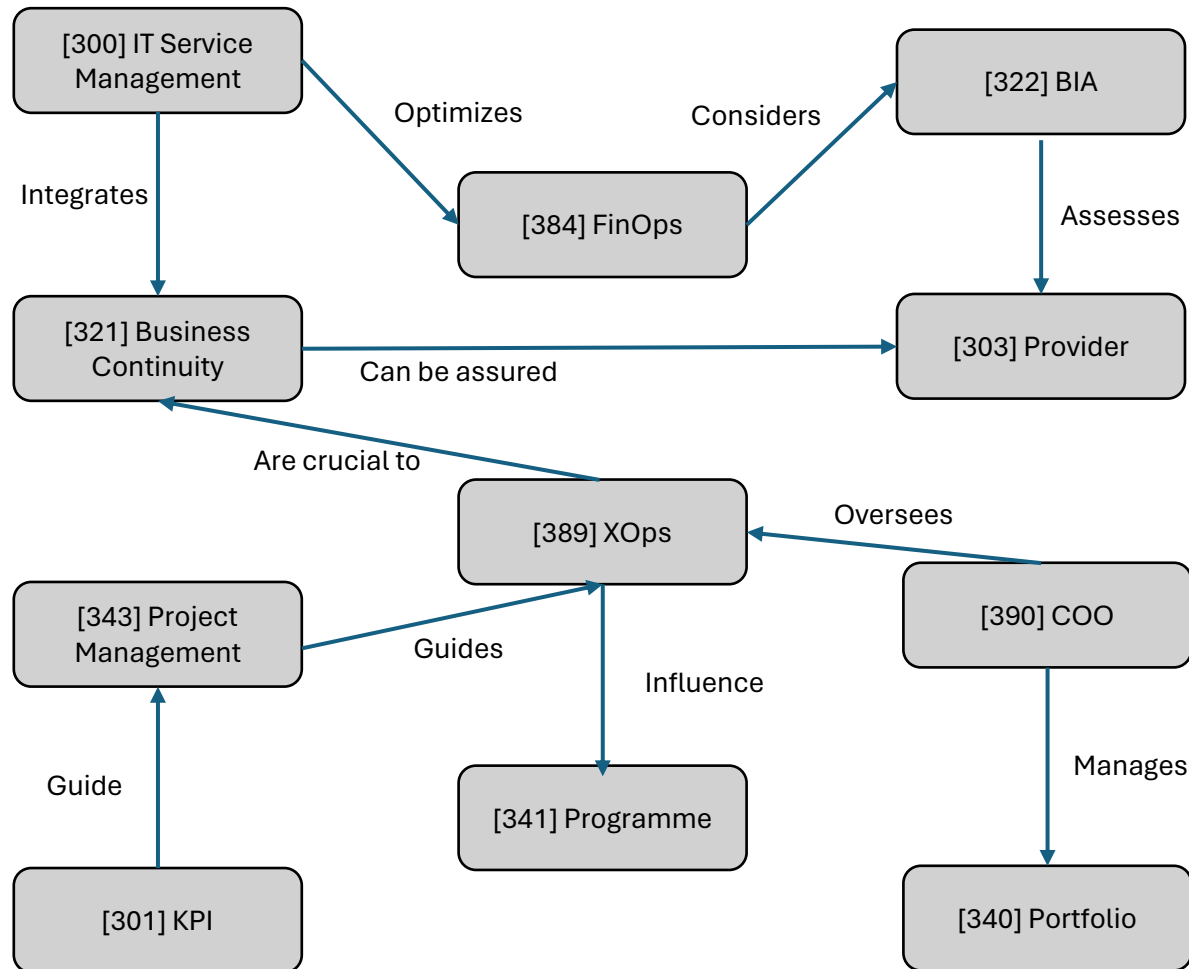 [300] IT Service
Management
[322] BIA
Optimizes
Considers
Integrates
[384] FinOps
Assesses
[321] Business
Continuity
[303] Provider
Can be assured
Are crucial to
[389] XOps
Oversees
[343] Project
Management
[390] COO
Guides
Influence
Guide
Manages
[341] Programme
[301] KPI
[340] Portfolio